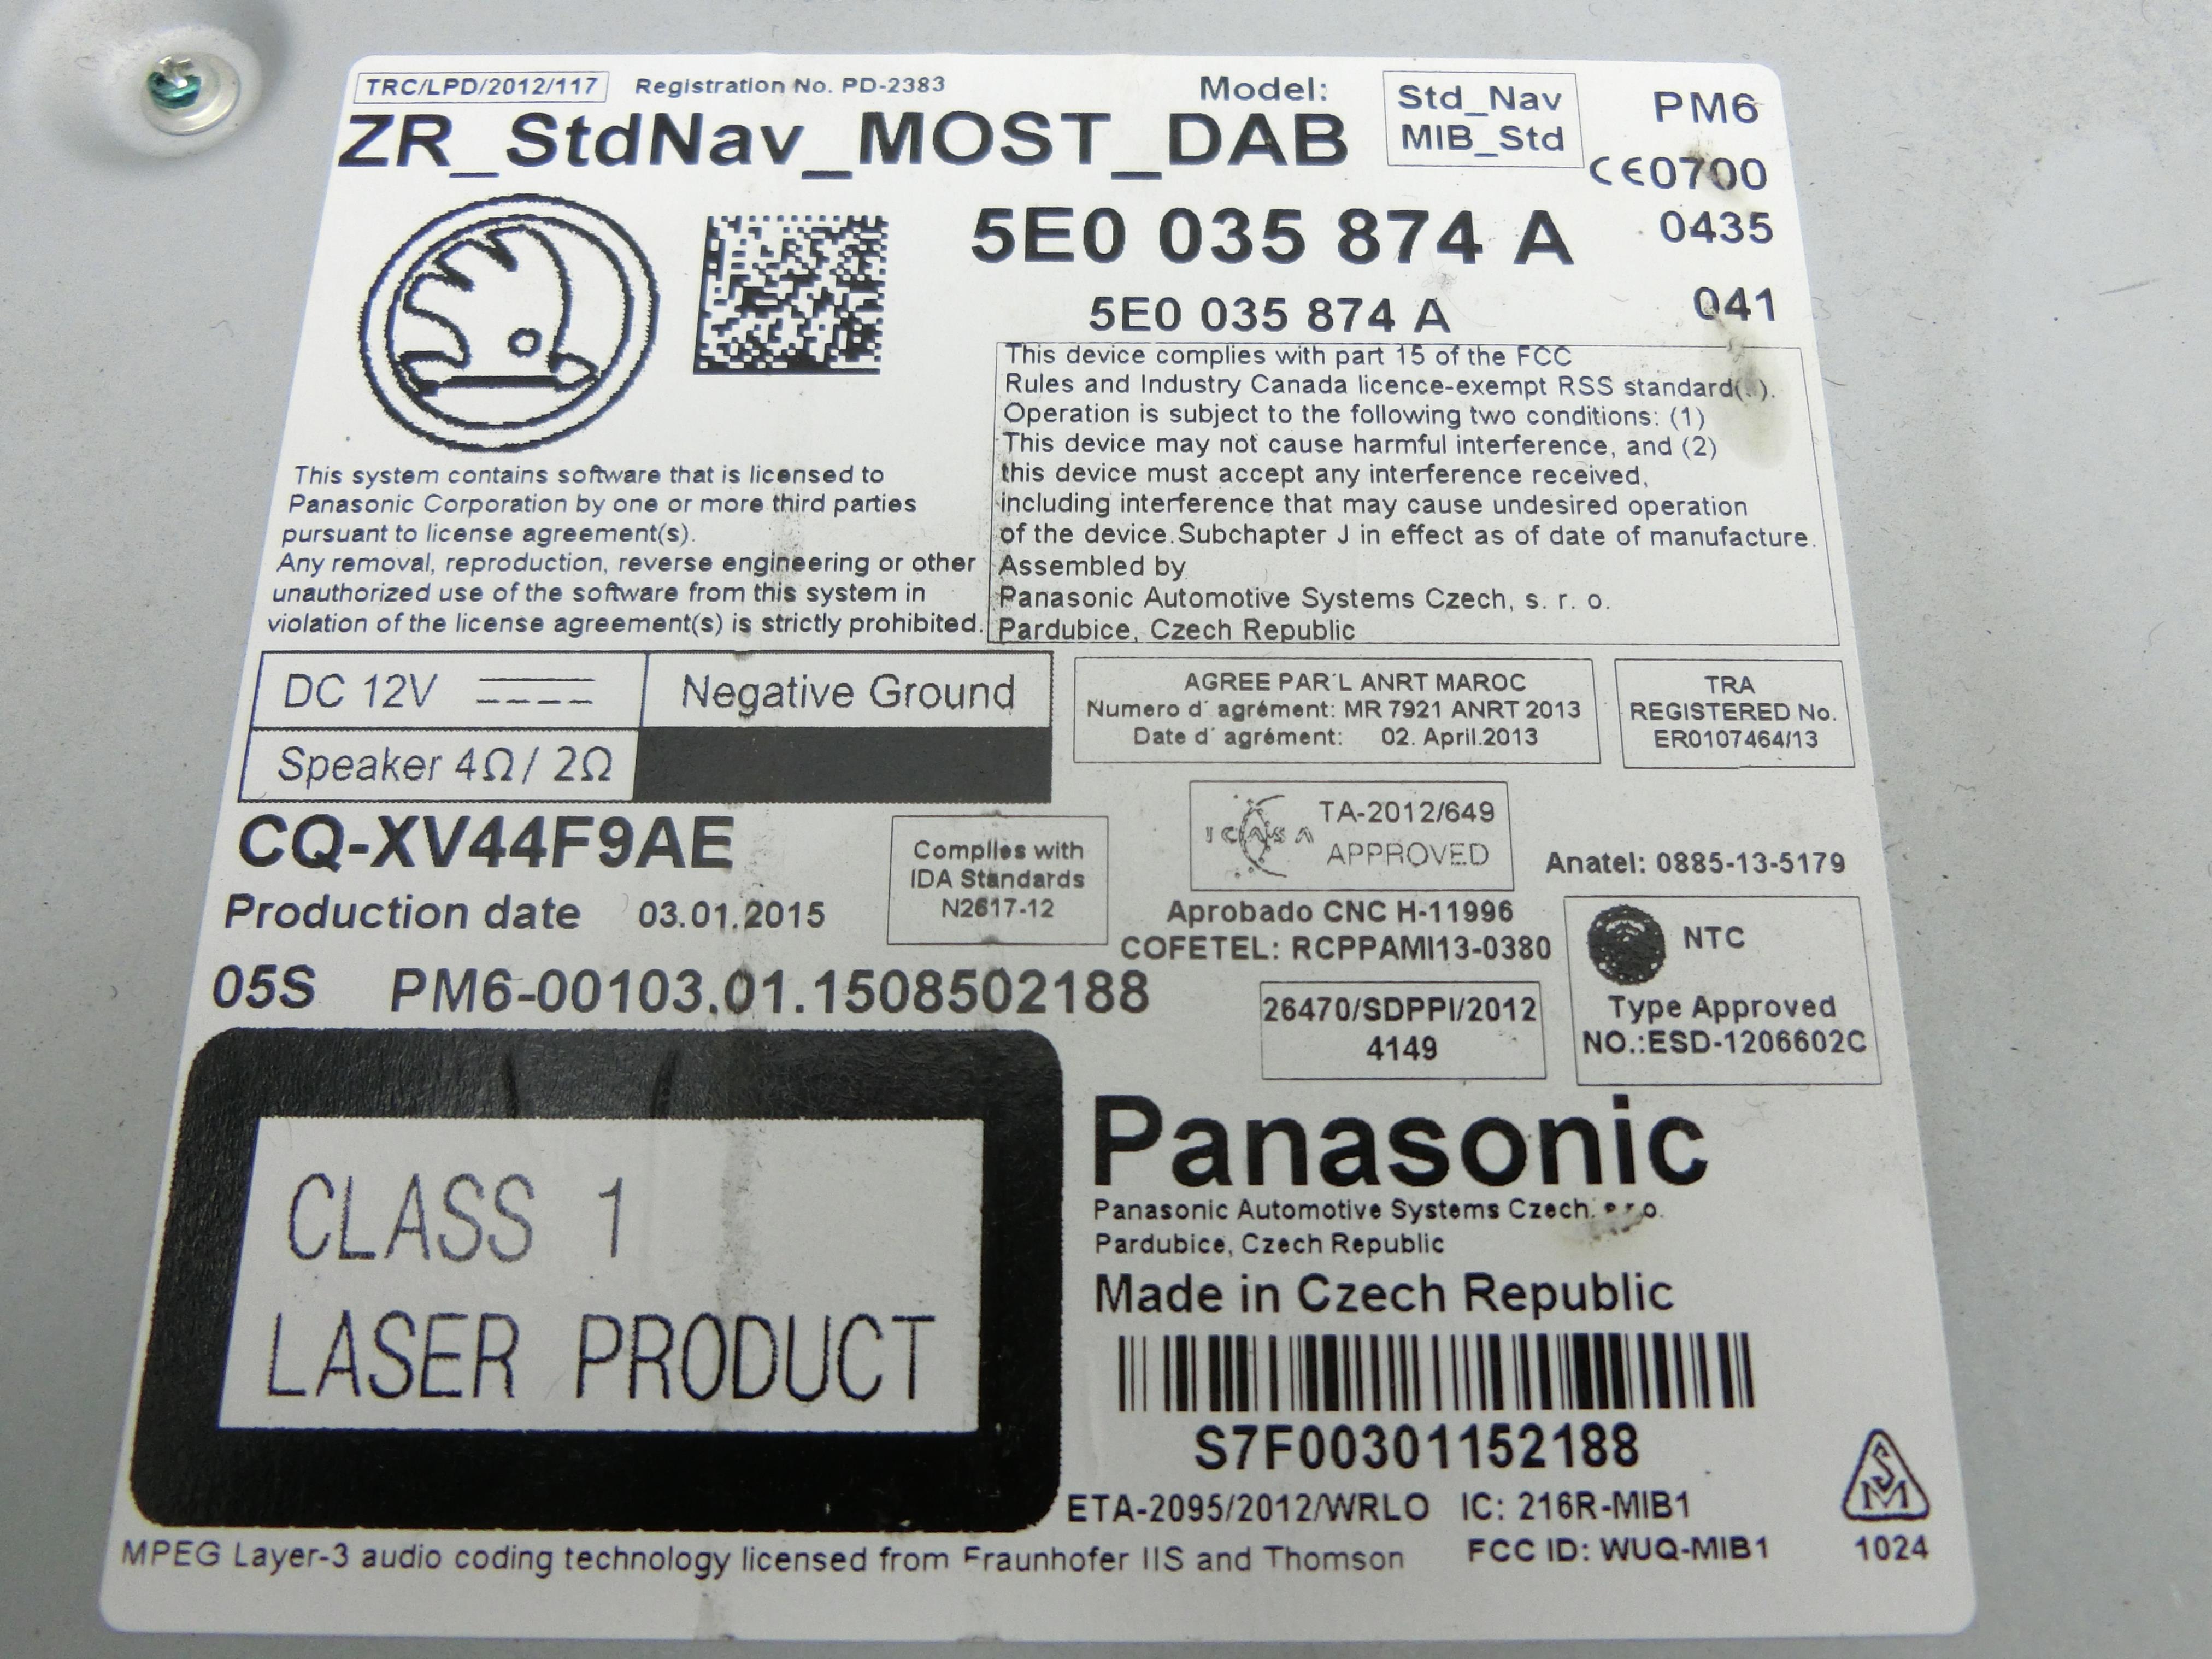 TRC/LPD/2012/117 Registration No. PD-2383 Model:
ZR_StdNav_MOST_DAB
Std_Nav
MIB_Std
PM6
CE0700
5E0 035 874 A
0435
5E0 035 874 A
041
This device complies with part 15 of the FCC
Rules and Industry Canada licence-exempt RSS standard
Operation is subject to the following two conditions: (1)
This device may not cause harmful interference, and (2)
this device must accept any interference received,
including interference that may cause undesired operation
of the device.Subchapter J in effect as of date of manufacture.
Assembled by
Panasonic Automotive Systems Czech, s. r. o.
Pardubice, Czech Republic
This system contains software that is licensed to
Panasonic Corporation by one or more third parties
pursuant to license agreement(s).
Any removal, reproduction, reverse engineering or other
unauthorized use of the software from this system in
violation of the license agreement(s) is strictly prohibited.
DC 12V
Negative Ground
Speaker 4Ω/ 2Ω
AGREE PAR´L ANRT MAROC
Numero d´ agrément: MR 7921 ANRT 2013
Date d´ agrément: 02. April.2013
TRA
REGISTERED No.
ER0107464/13
CQ-XV44F9AE
Complies with
IDA Standards
N2617-12
ICASA
TA-2012/649
APPROVED
Anatel: 0885-13-5179
Production date 03.01.2015
Aprobado CNC H-11996
COFETEL: RCPPAMI13-0380
NTC
Type Approved
NO.:ESD-1206602C
05S PM6-00103.01.1508502188
26470/SDPPI/2012
4149
CLASS 1
LASER PRODUCT
Panasonic
Panasonic Automotive Systems Czech. s.r.o.
Pardubice, Czech Republic
Made in Czech Republic
S7F00301152188
ETA-2095/2012/WRLO IC: 216R-MIB1
MPEG Layer-3 audio coding technology licensed from Fraunhofer IIS and Thomson
FCC ID: WUQ-MIB1
SM
1024